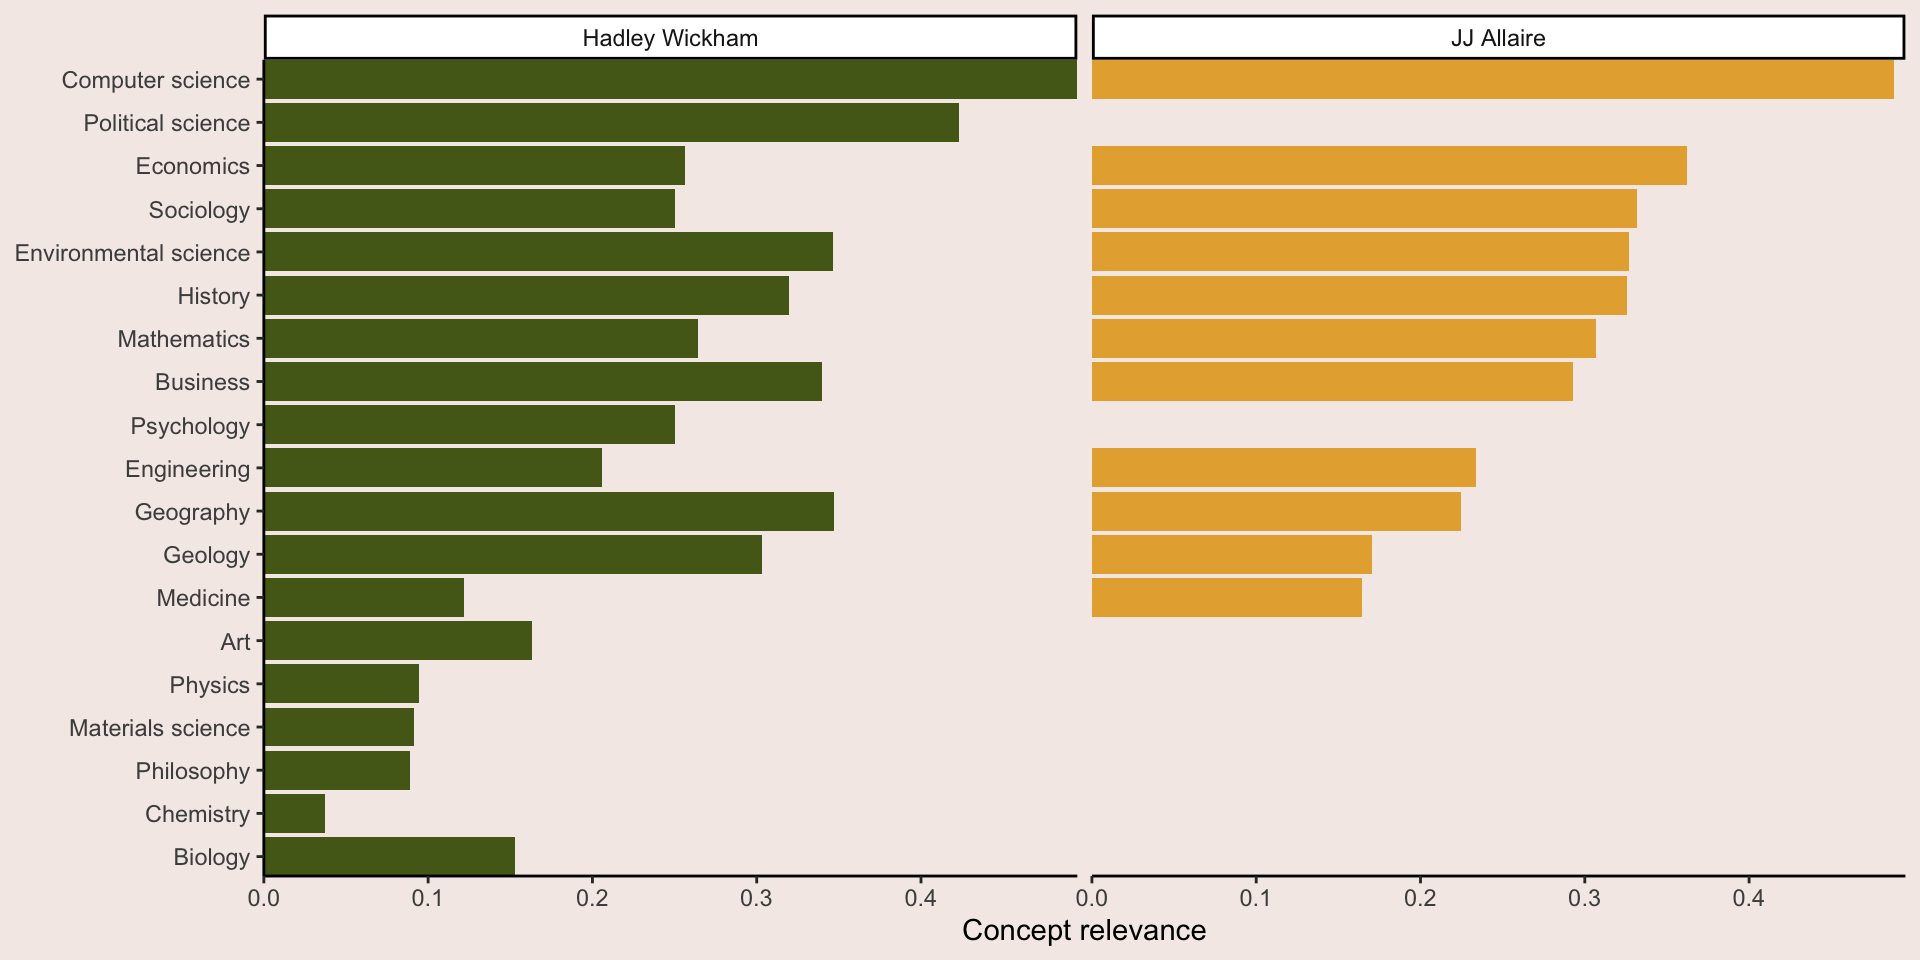 Hadley Wickham
JJ Allaire
Computer science
Political science
Economics
Sociology
Environmental science
History
Mathematics
Business
Psychology
Engineering
Geography
Geology
Medicine
Art
Physics
Materials science
Philosophy
Chemistry
Biology
0.0 0.1 0.2 0.3 0.4 0.0 0.1 0.2 0.3 0.4
Concept relevance